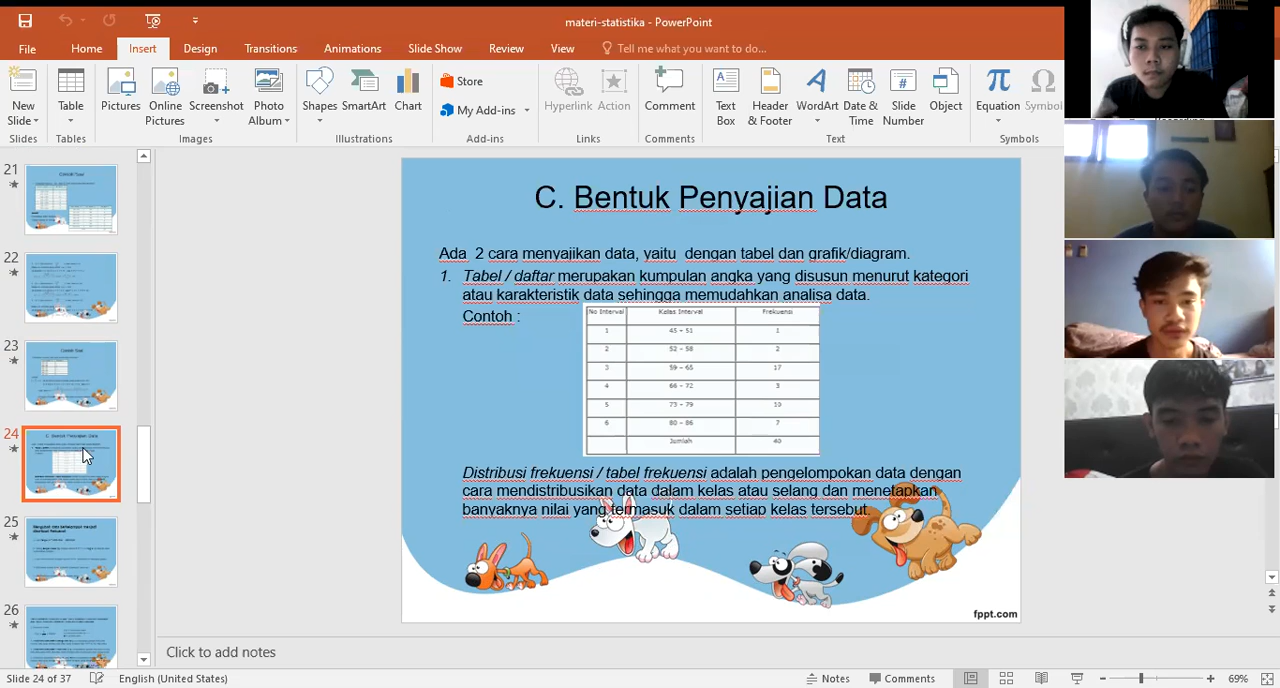 materi-statistika - PowerPoint
File Home Insert Design Transitions Animations Slide Show Review View Tell me what you want to do...
New Slide
Table
Pictures
Online Pictures
Screenshot
Photo Album
Shapes
SmartArt
Chart
Store
My Add-ins
Hyperlink
Action
Comment
Text Box
Header & Footer
WordArt
Date & Time
Slide Number
Object
Equation
Symbol
Slides Tables Images Illustrations Add-ins Links Comments Text Symbols
21
22
23
24
25
26
C. Bentuk Penyajian Data
Ada 2 cara menyajikan data, yaitu dengan tabel dan grafik/diagram.
1. Tabel / daftar merupakan kumpulan angka yang disusun menurut kategori
atau karakteristik data sehingga memudahkan analisa data.
Contoh :
No Interval Kelas Interval Frekuensi
1 45 – 51 1
2 52 – 58 2
3 59 – 65 17
4 66 – 72 3
5 73 – 79 10
6 80 – 86 7
Jumlah 40
Distribusi frekuensi / tabel frekuensi adalah pengelompokan data dengan
cara mendistribusikan data dalam kelas atau selang dan menetapkan
banyaknya nilai yang termasuk dalam setiap kelas tersebut.
fppt.com
Click to add notes
Slide 24 of 37 English (United States) Notes Comments 69%